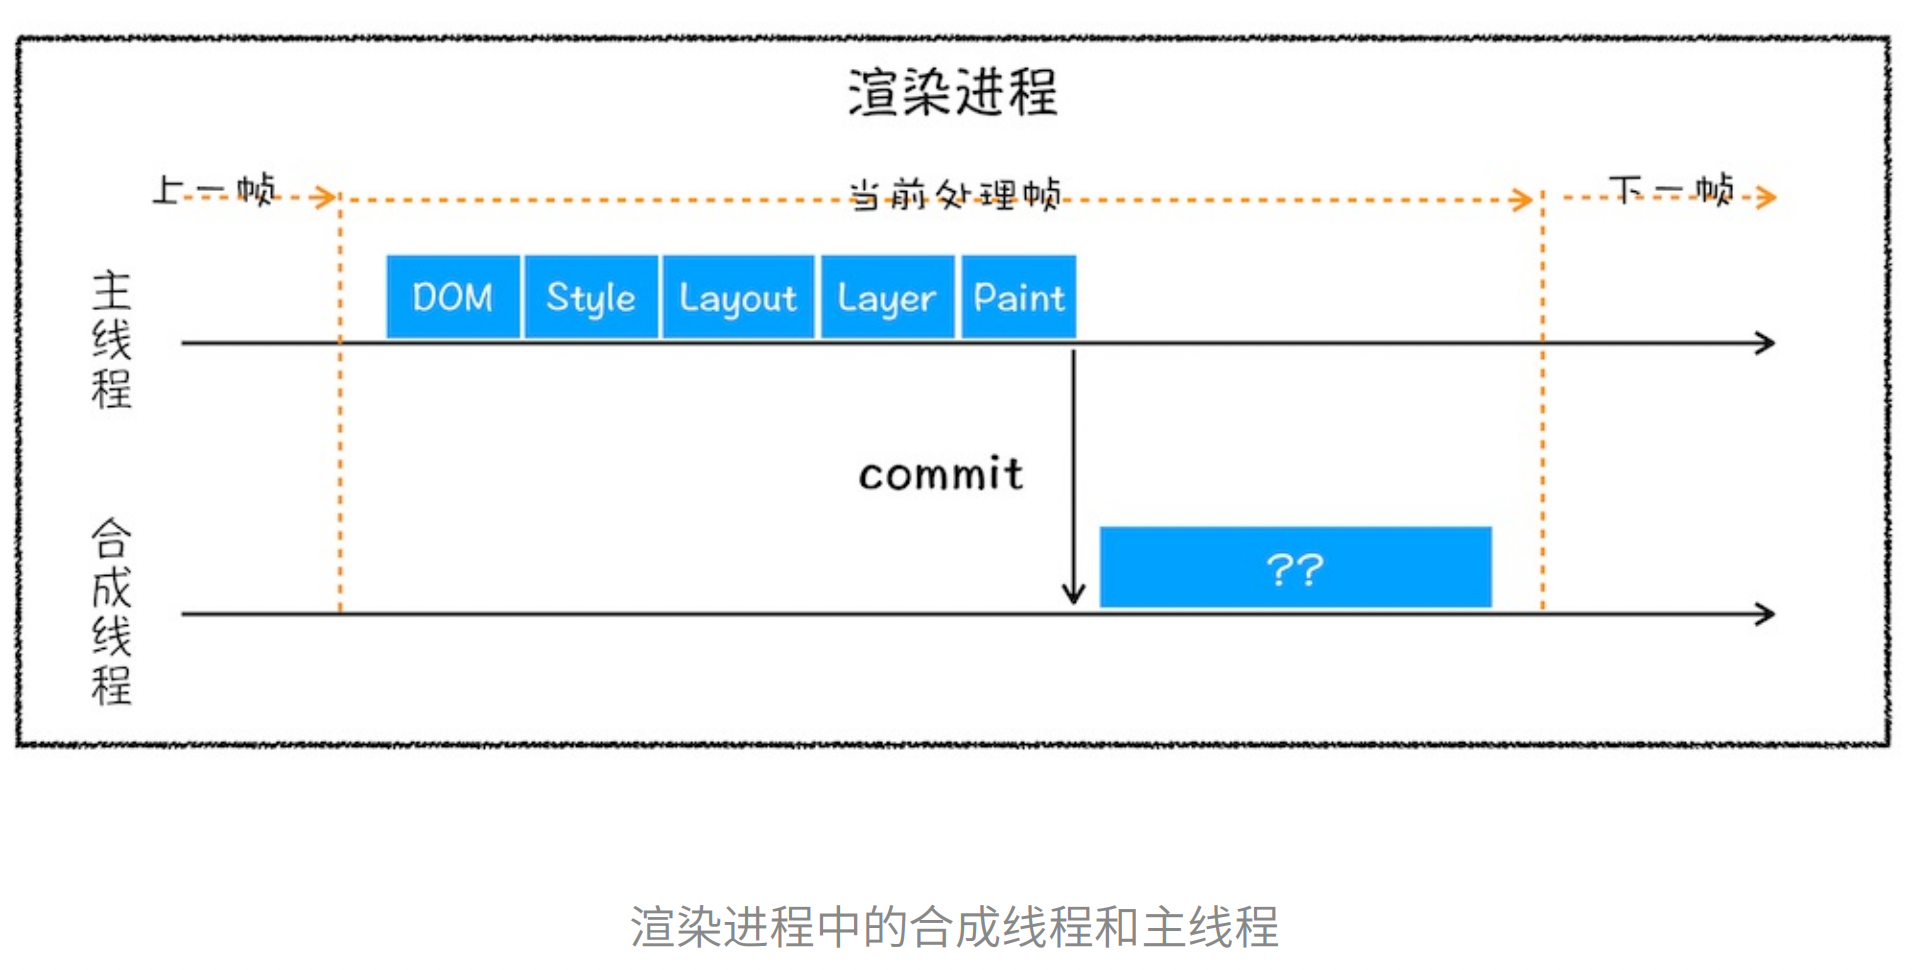 渲染进程
上一帧 当前处理帧 下一帧
主线程
DOM Style Layout Layer Paint
commit
合成线程
??
渲染进程中的合成线程和主线程